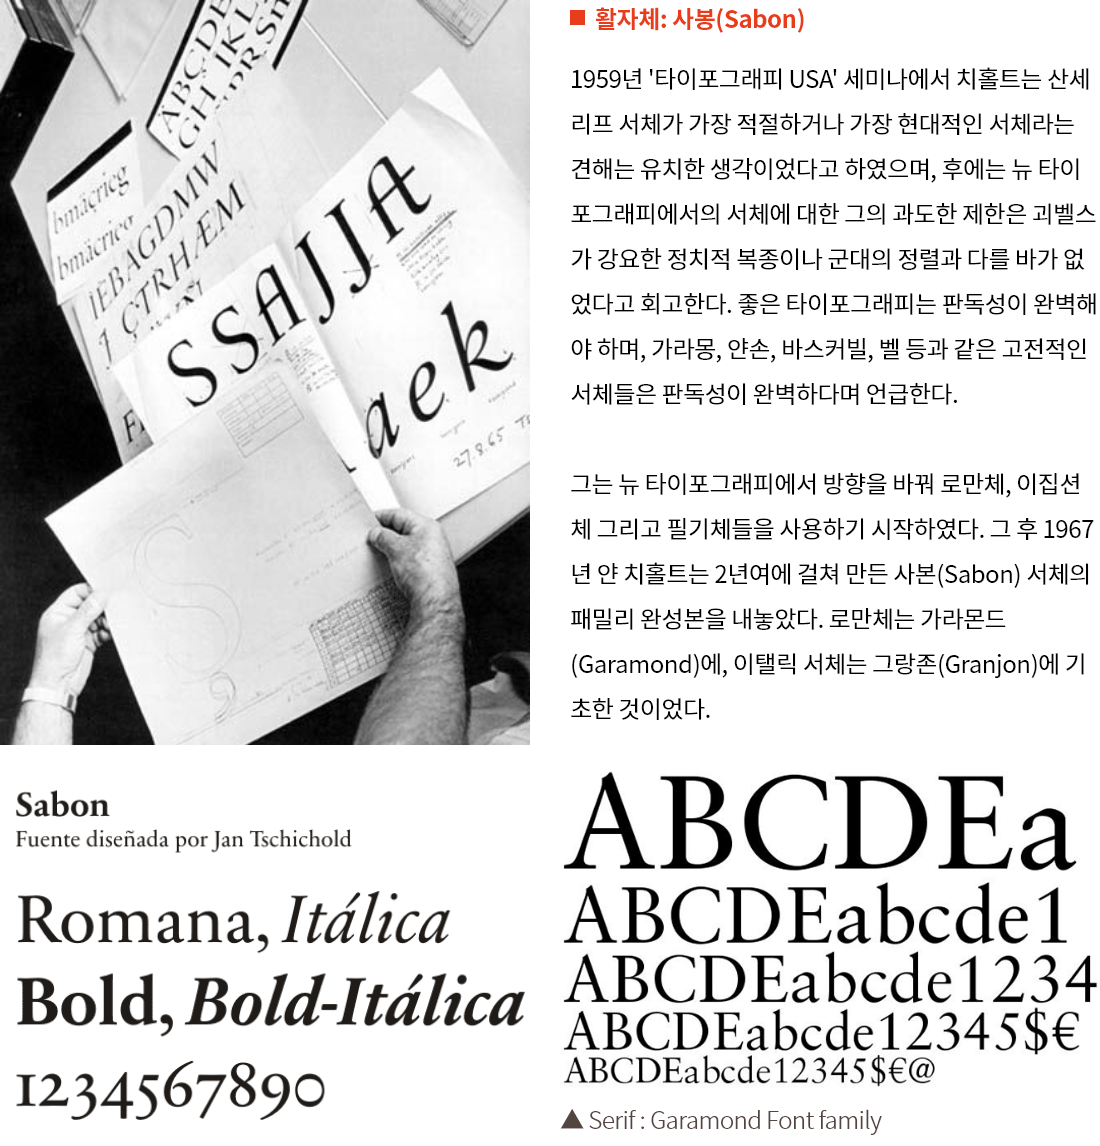 ABCDE
GH IKL
bmàçrieg
bmàçrieg
IEBAGDMW
ÇTRHÆM
SSAJJA
aek
27.8.65
S
■ 활자체: 사봉(Sabon)
1959년 '타이포그래피 USA' 세미나에서 치홀트는 산세
리프 서체가 가장 적절하거나 가장 현대적인 서체라는
견해는 유치한 생각이었다고 하였으며, 후에는 뉴 타이
포그래피에서의 서체에 대한 그의 과도한 제한은 괴벨스
가 강요한 정치적 복종이나 군대의 정렬과 다를 바가 없
었다고 회고한다. 좋은 타이포그래피는 판독성이 완벽해
야 하며, 가라몽, 얀손, 바스커빌, 벨 등과 같은 고전적인
서체들은 판독성이 완벽하다며 언급한다.
그는 뉴 타이포그래피에서 방향을 바꿔 로만체, 이집션
체 그리고 필기체들을 사용하기 시작하였다. 그 후 1967
년 얀 치홀트는 2년여에 걸쳐 만든 사본(Sabon) 서체의
패밀리 완성본을 내놓았다. 로만체는 가라몬드
(Garamond)에, 이탤릭 서체는 그랑존(Granjon)에 기
초한 것이었다.
Sabon
Fuente diseñada por Jan Tschichold
Romana, Itálica
Bold, Bold-Itálica
1234567890
ABCDEa
ABCDEabcde1
ABCDEabcde1234
ABCDEabcde12345$€
ABCDEabcde12345$€@
▲ Serif : Garamond Font family